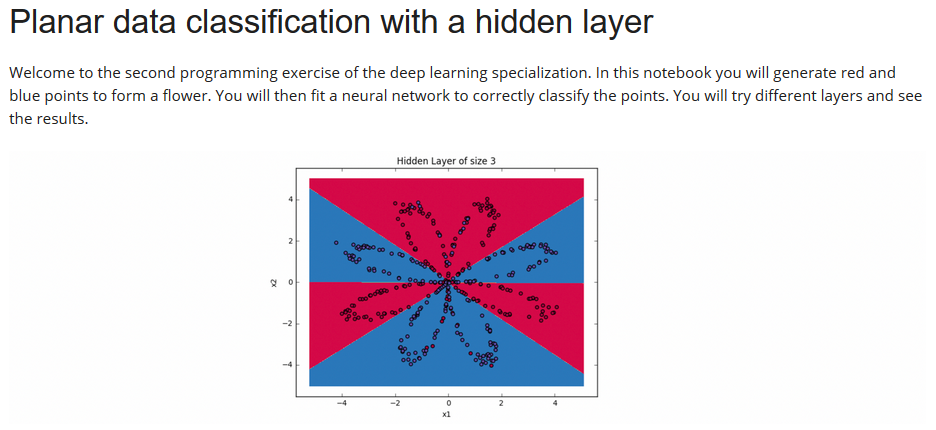 Planar data classification with a hidden layer
Welcome to the second programming exercise of the deep learning specialization. In this notebook you will generate red and
blue points to form a flower. You will then fit a neural network to correctly classify the points. You will try different layers and see
the results.
Hidden Layer of size 3
4
2
0
−2
−4
x2
−4 −2 0 2 4
x1